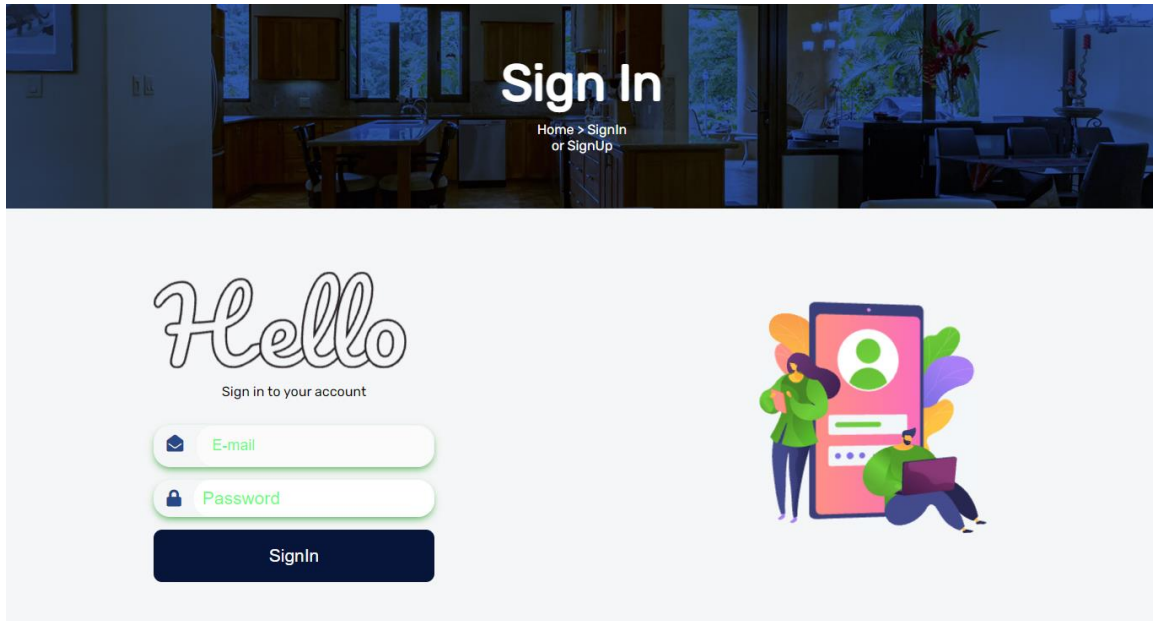 Sign In
Home > SignIn
or SignUp
Hello
Sign in to your account
E-mail
Password
SignIn